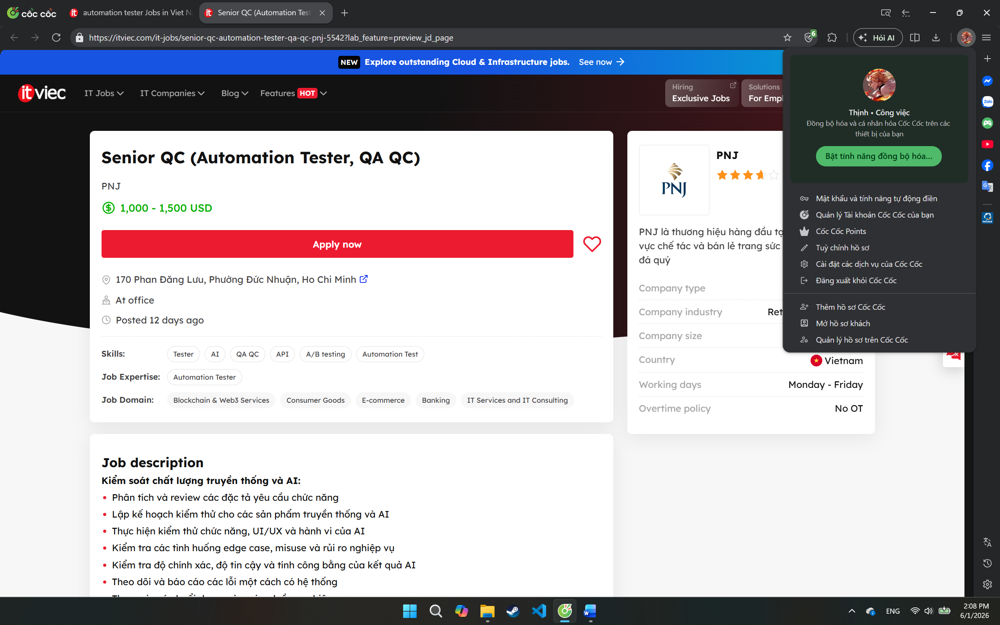 cốc cốc
automation tester Jobs in Viet N
Senior QC (Automation Test
https://itviec.com/it-jobs/senior-qc-automation-tester-qa-qc-pnj-5542?lab_feature=preview_jd_page
6
Hỏi AI
NEW Explore outstanding Cloud & Infrastructure jobs. See now
itviec
IT Jobs
IT Companies
Blog
Features HOT
Hiring
Exclusive Jobs
Solutions
For Empl
Senior QC (Automation Tester, QA QC)
PNJ
1,000 - 1,500 USD
Apply now
170 Phan Đăng Lưu, Phường Đức Nhuận, Ho Chi Minh
At office
Posted 12 days ago
Skills: Tester AI QA QC API A/B testing Automation Test
Job Expertise: Automation Tester
Job Domain: Blockchain & Web3 Services Consumer Goods E-commerce Banking IT Services and IT Consulting
Job description
Kiểm soát chất lượng truyền thống và AI:
Phân tích và review các đặc tả yêu cầu chức năng
Lập kế hoạch kiểm thử cho các sản phẩm truyền thống và AI
Thực hiện kiểm thử chức năng, UI/UX và hành vi của AI
Kiểm tra các tình huống edge case, misuse và rủi ro nghiệp vụ
Kiểm tra độ chính xác, độ tin cậy và tính công bằng của kết quả AI
Theo dõi và báo cáo các lỗi một cách có hệ thống
PNJ
PNJ
PNJ là thương hiệu hàng đầu tạ
vực chế tác và bán lẻ trang sức
đá quý
Company type
Company industry Ret
Company size
Country Vietnam
Working days Monday - Friday
Overtime policy No OT
Thịnh • Công việc
Đồng bộ hóa và cá nhân hóa Cốc Cốc trên các
thiết bị của bạn
Bật tính năng đồng bộ hóa...
Mật khẩu và tính năng tự động điền
Quản lý Tài khoản Cốc Cốc của bạn
Cốc Cốc Points
Tuỳ chỉnh hồ sơ
Cài đặt các dịch vụ của Cốc Cốc
Đăng xuất khỏi Cốc Cốc
Thêm hồ sơ Cốc Cốc
Mở hồ sơ khách
Quản lý hồ sơ trên Cốc Cốc
Zalo
ENG
2:08 PM
6/1/2026